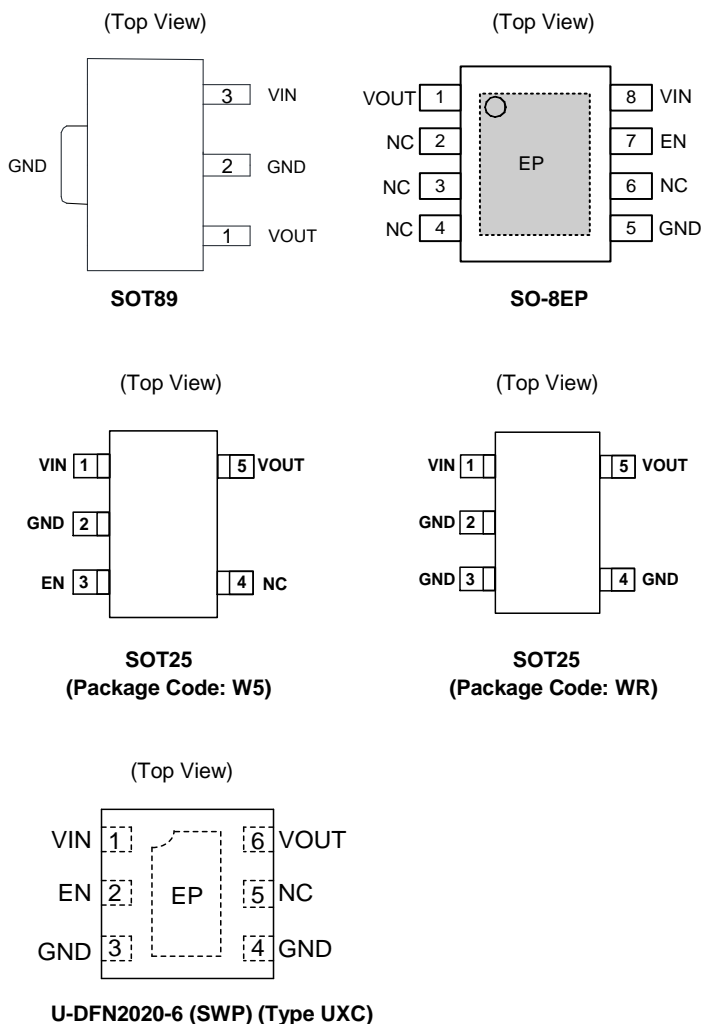 (Top View)
3 VIN
GND
2 GND
1 VOUT
SOT89
(Top View)
VOUT 1
8 VIN
NC 2
7 EN
EP
NC 3
6 NC
NC 4
5 GND
SO-8EP
(Top View)
VIN 1
5 VOUT
GND 2
EN 3
4 NC
SOT25
(Package Code: W5)
(Top View)
VIN 1
5 VOUT
GND 2
GND 3
4 GND
SOT25
(Package Code: WR)
(Top View)
VIN 1
6 VOUT
EN 2
EP
5 NC
GND 3
4 GND
U-DFN2020-6 (SWP) (Type UXC)